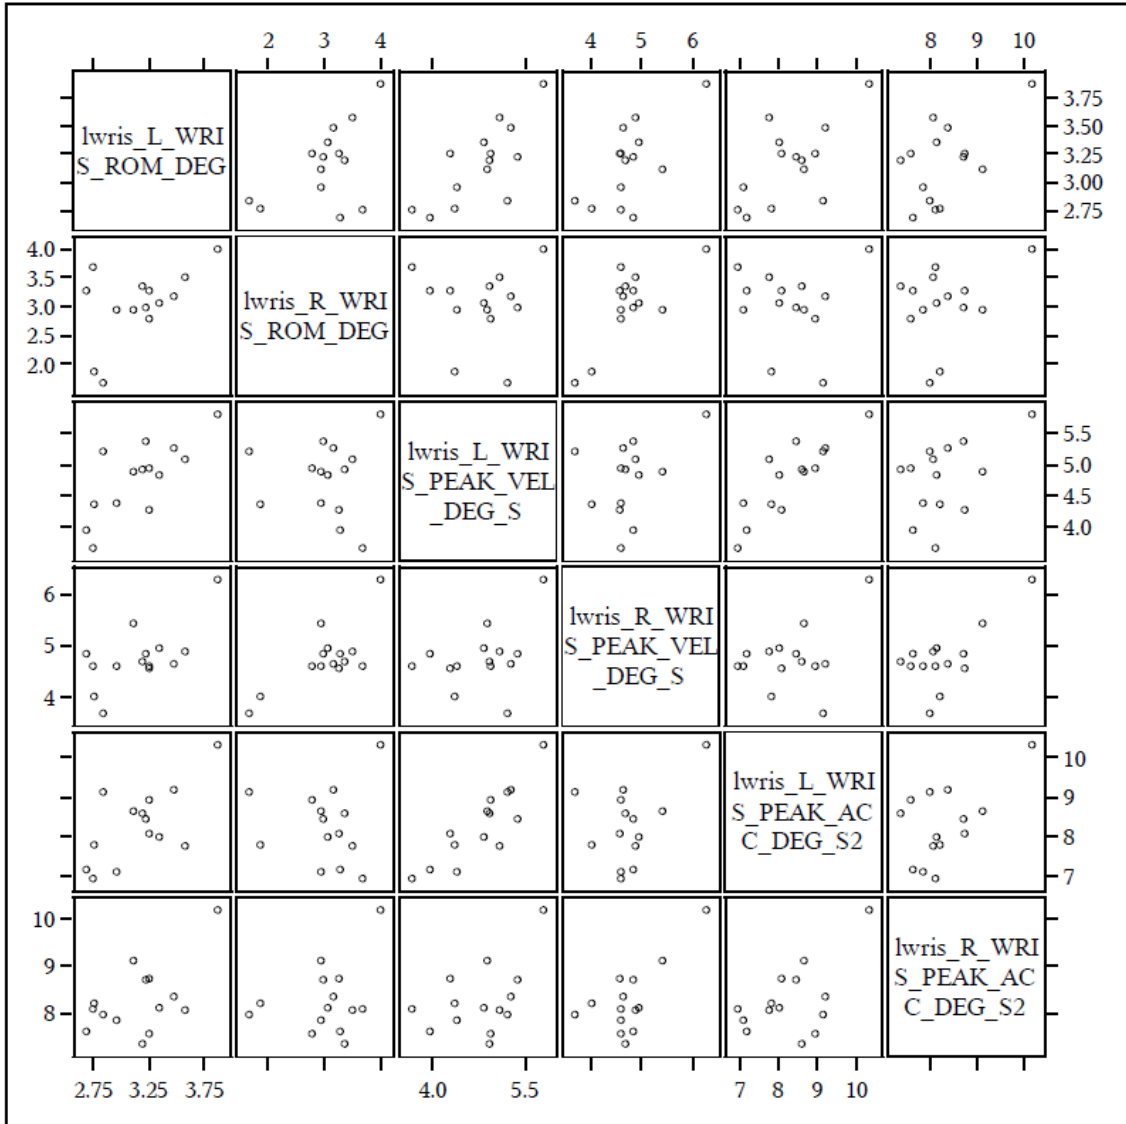 2 3 4 4 5 6 8 9 10
lwris_L_WRI
S_ROM_DEG
3.75
3.50
3.25
3.00
2.75
4.0
3.5
3.0
2.5
2.0
lwris_R_WRI
S_ROM_DEG
lwris_L_WRI
S_PEAK_VEL
_DEG_S
5.5
5.0
4.5
4.0
6
5
4
lwris_R_WRI
S_PEAK_VEL
_DEG_S
lwris_L_WRI
S_PEAK_AC
C_DEG_S2
10
9
8
7
10
9
8
lwris_R_WRI
S_PEAK_AC
C_DEG_S2
2.75 3.25 3.75 4.0 5.5 7 8 9 10